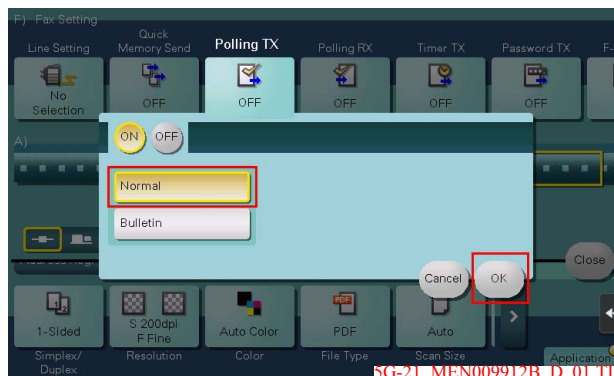 F) Fax Setting
Line Setting
Quick
Memory Send
Polling TX
Polling RX
Timer TX
Password TX
F-
No
Selection
OFF
OFF
OFF
OFF
OFF
A)
ON
OFF
Normal
Bulletin
Cancel
OK
Close
1-Sided
S 200dpi
F Fine
Auto Color
PDF
PDF
Auto
Simplex/
Duplex
Resolution
Color
File Type
Scan Size
Application